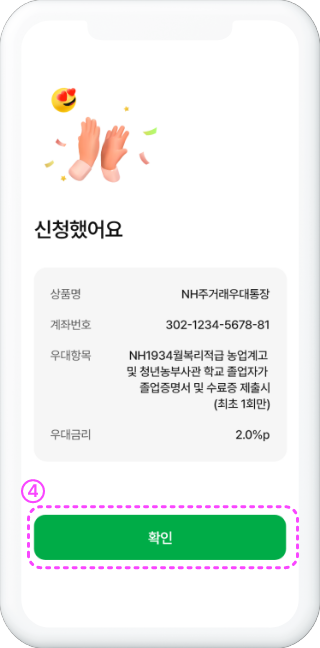 신청했어요
상품명 NH주거래우대통장
계좌번호 302-1234-5678-81
우대항목 NH1934월복리적금 농업계고
및 청년농부사관 학교 졸업자가
졸업증명서 및 수료증 제출시
(최초 1회만)
우대금리 2.0%p
④
확인